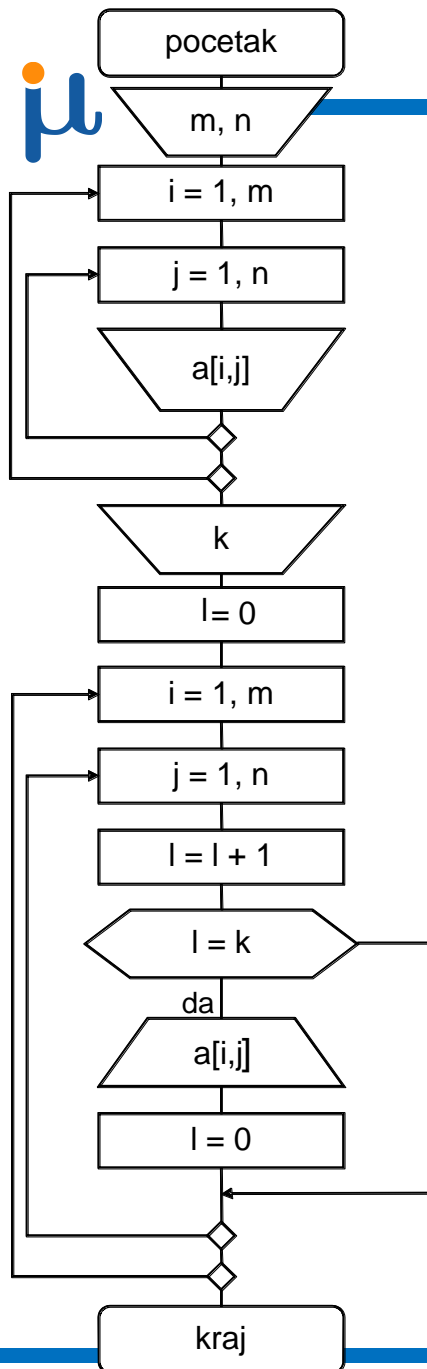 pocetak
m, n
i = 1, m
j = 1, n
a[i,j]
k
l = 0
i = 1, m
j = 1, n
l = l + 1
l = k
da
a[i,j]
l = 0
kraj